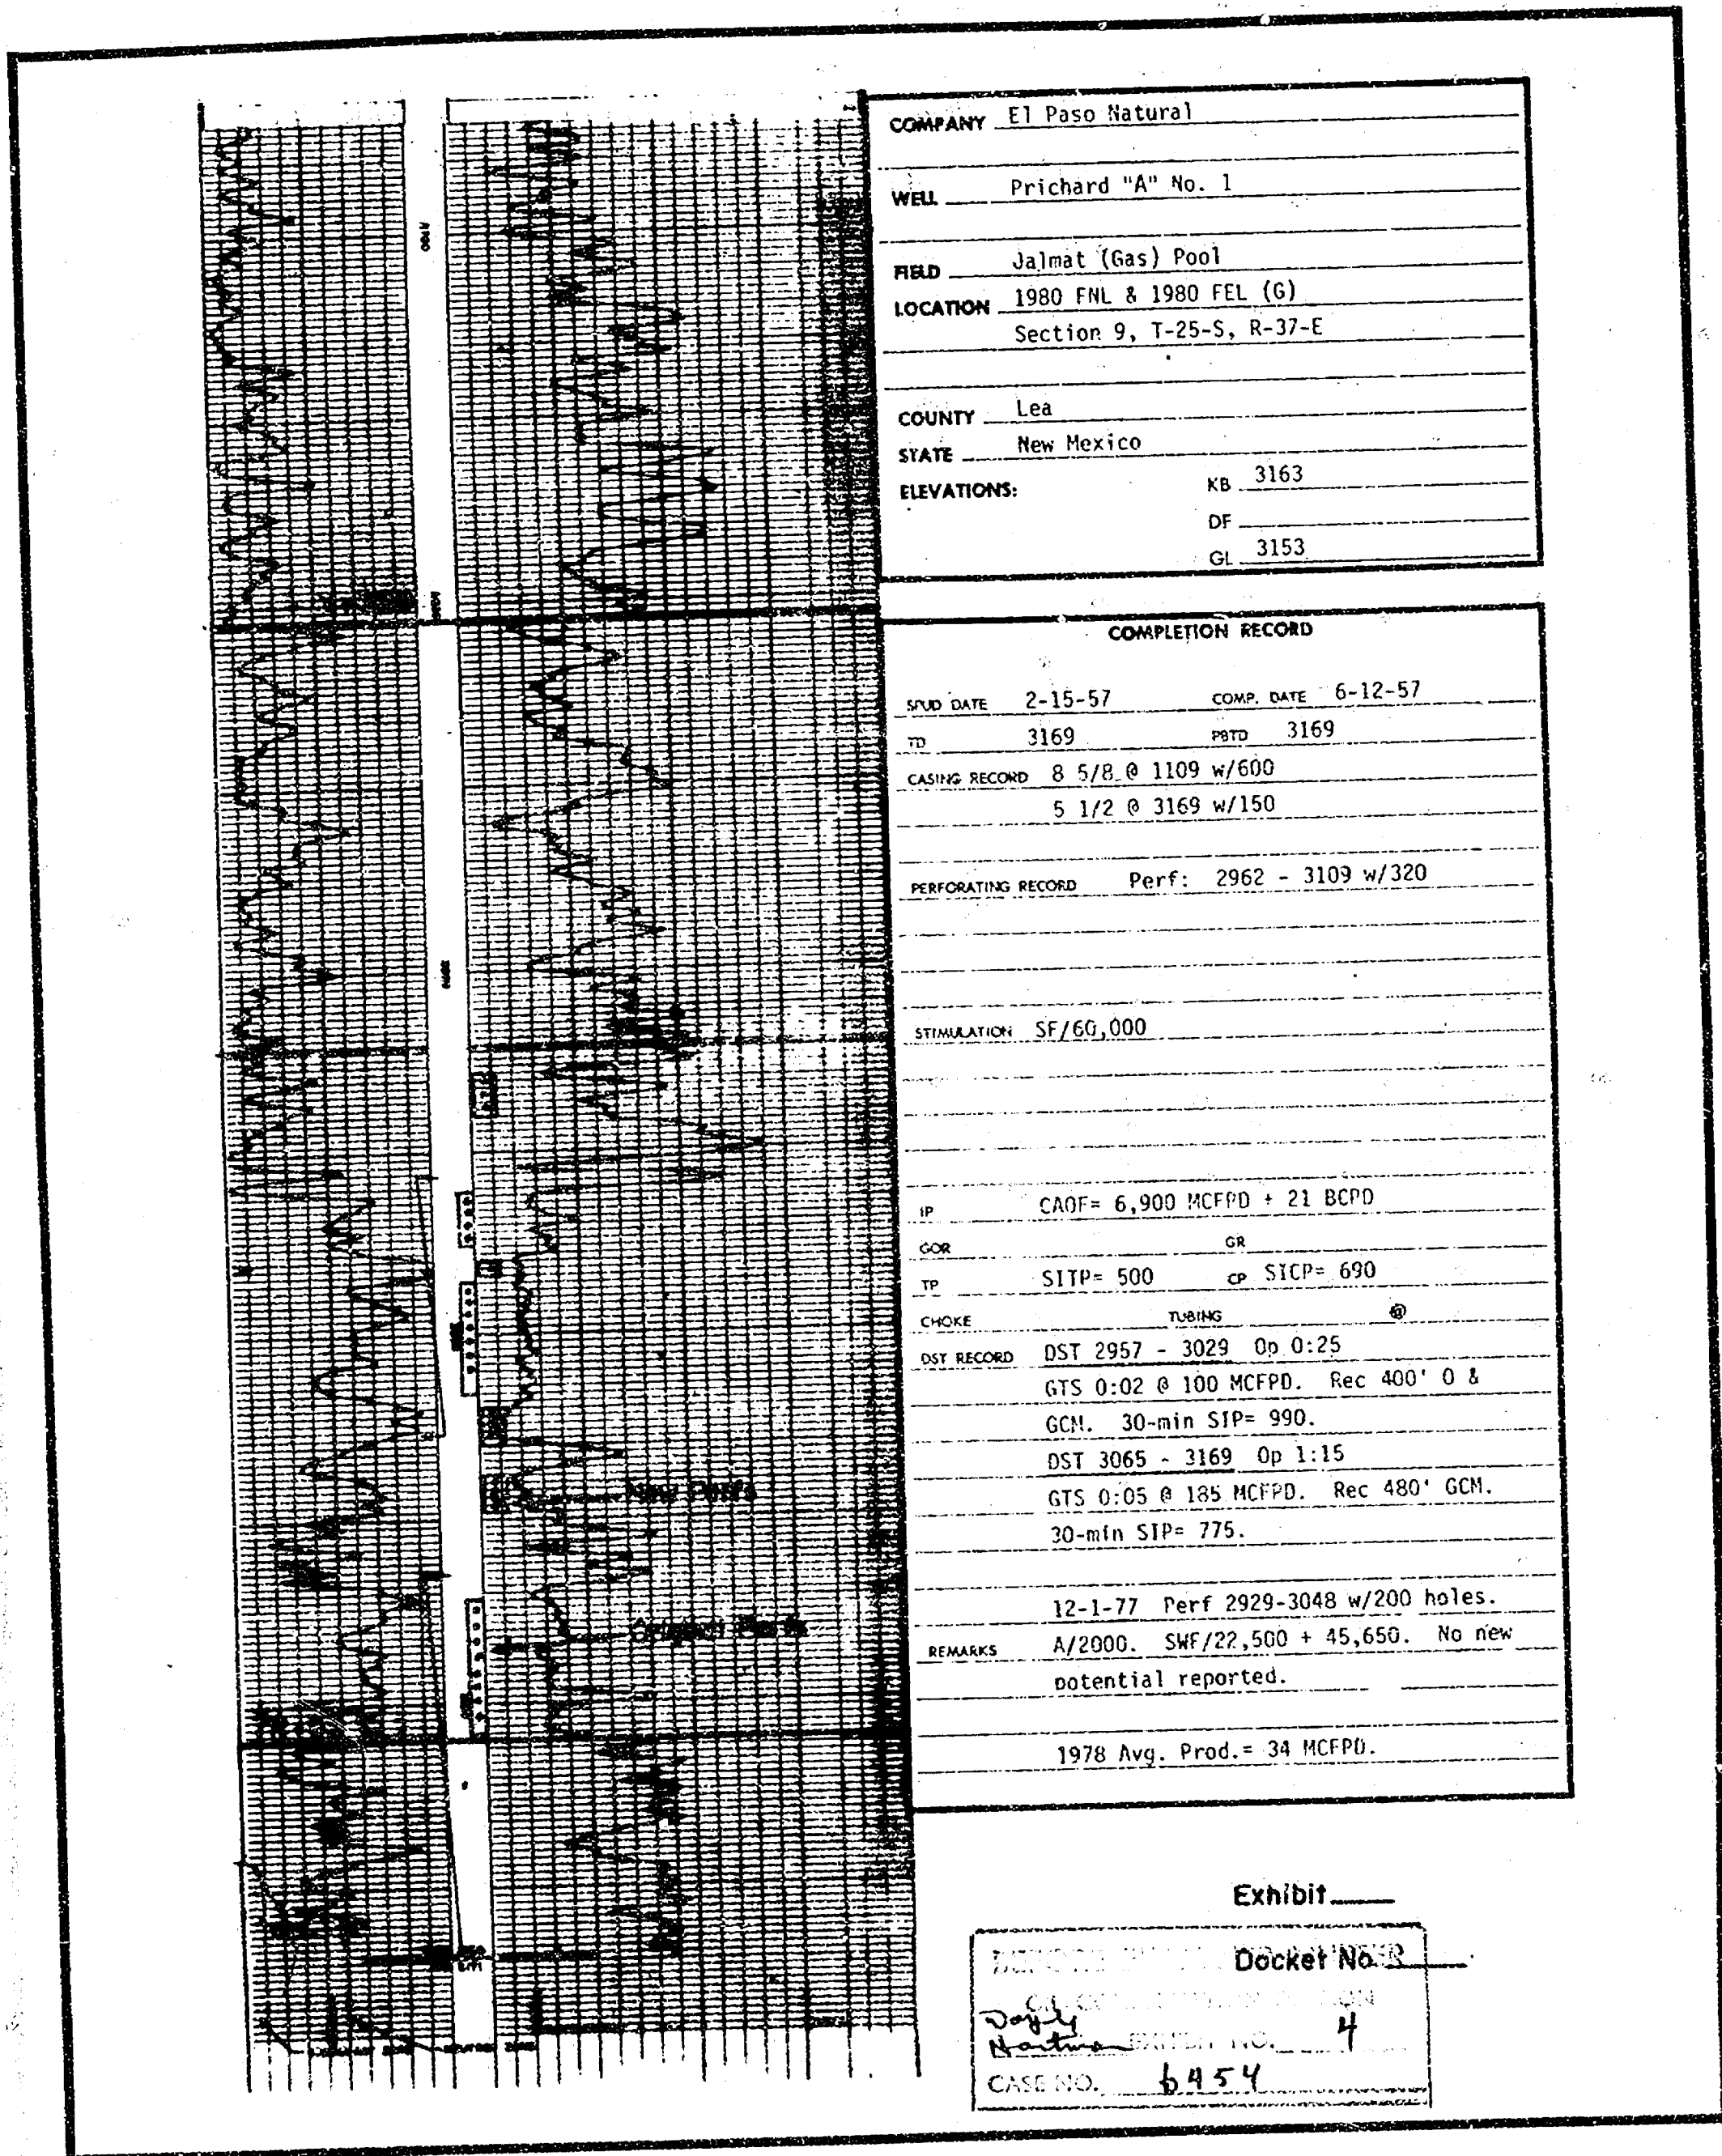 COMPANY El Paso Natural
WELL Prichard "A" No. 1
FIELD Jalmat (Gas) Pool
LOCATION 1980 FNL & 1980 FEL (G)
Section 9, T-25-S, R-37-E
COUNTY Lea
STATE New Mexico
ELEVATIONS: KB 3163
DF
GL 3153
COMPLETION RECORD
SPUD DATE 2-15-57 COMP. DATE 6-12-57
TD 3169 PBTD 3169
CASING RECORD 8 5/8 @ 1109 w/600
5 1/2 @ 3169 w/150
PERFORATING RECORD Perf: 2962 - 3109 w/320
STIMULATION SF/60,000
IP CAOF= 6,900 MCFPD + 21 BCPD
GOR GR
TP SITP= 500 CP SICP= 690
CHOKE TUBING @
DST RECORD DST 2957 - 3029 Op 0:25
GTS 0:02 @ 100 MCFPD. Rec 400' O &
GCM. 30-min SIP= 990.
DST 3065 - 3169 Op 1:15
GTS 0:05 @ 185 MCFPD. Rec 480' GCM.
30-min SIP= 775.
12-1-77 Perf 2929-3048 w/200 holes.
REMARKS A/2000. SWF/22,500 + 45,650. No new
potential reported.
1978 Avg. Prod.= 34 MCFPD.
New Perfs
Original Perfs
Exhibit
Docket No.
Doyle
Hartman EXHIBIT NO. 4
CASE NO. 6454